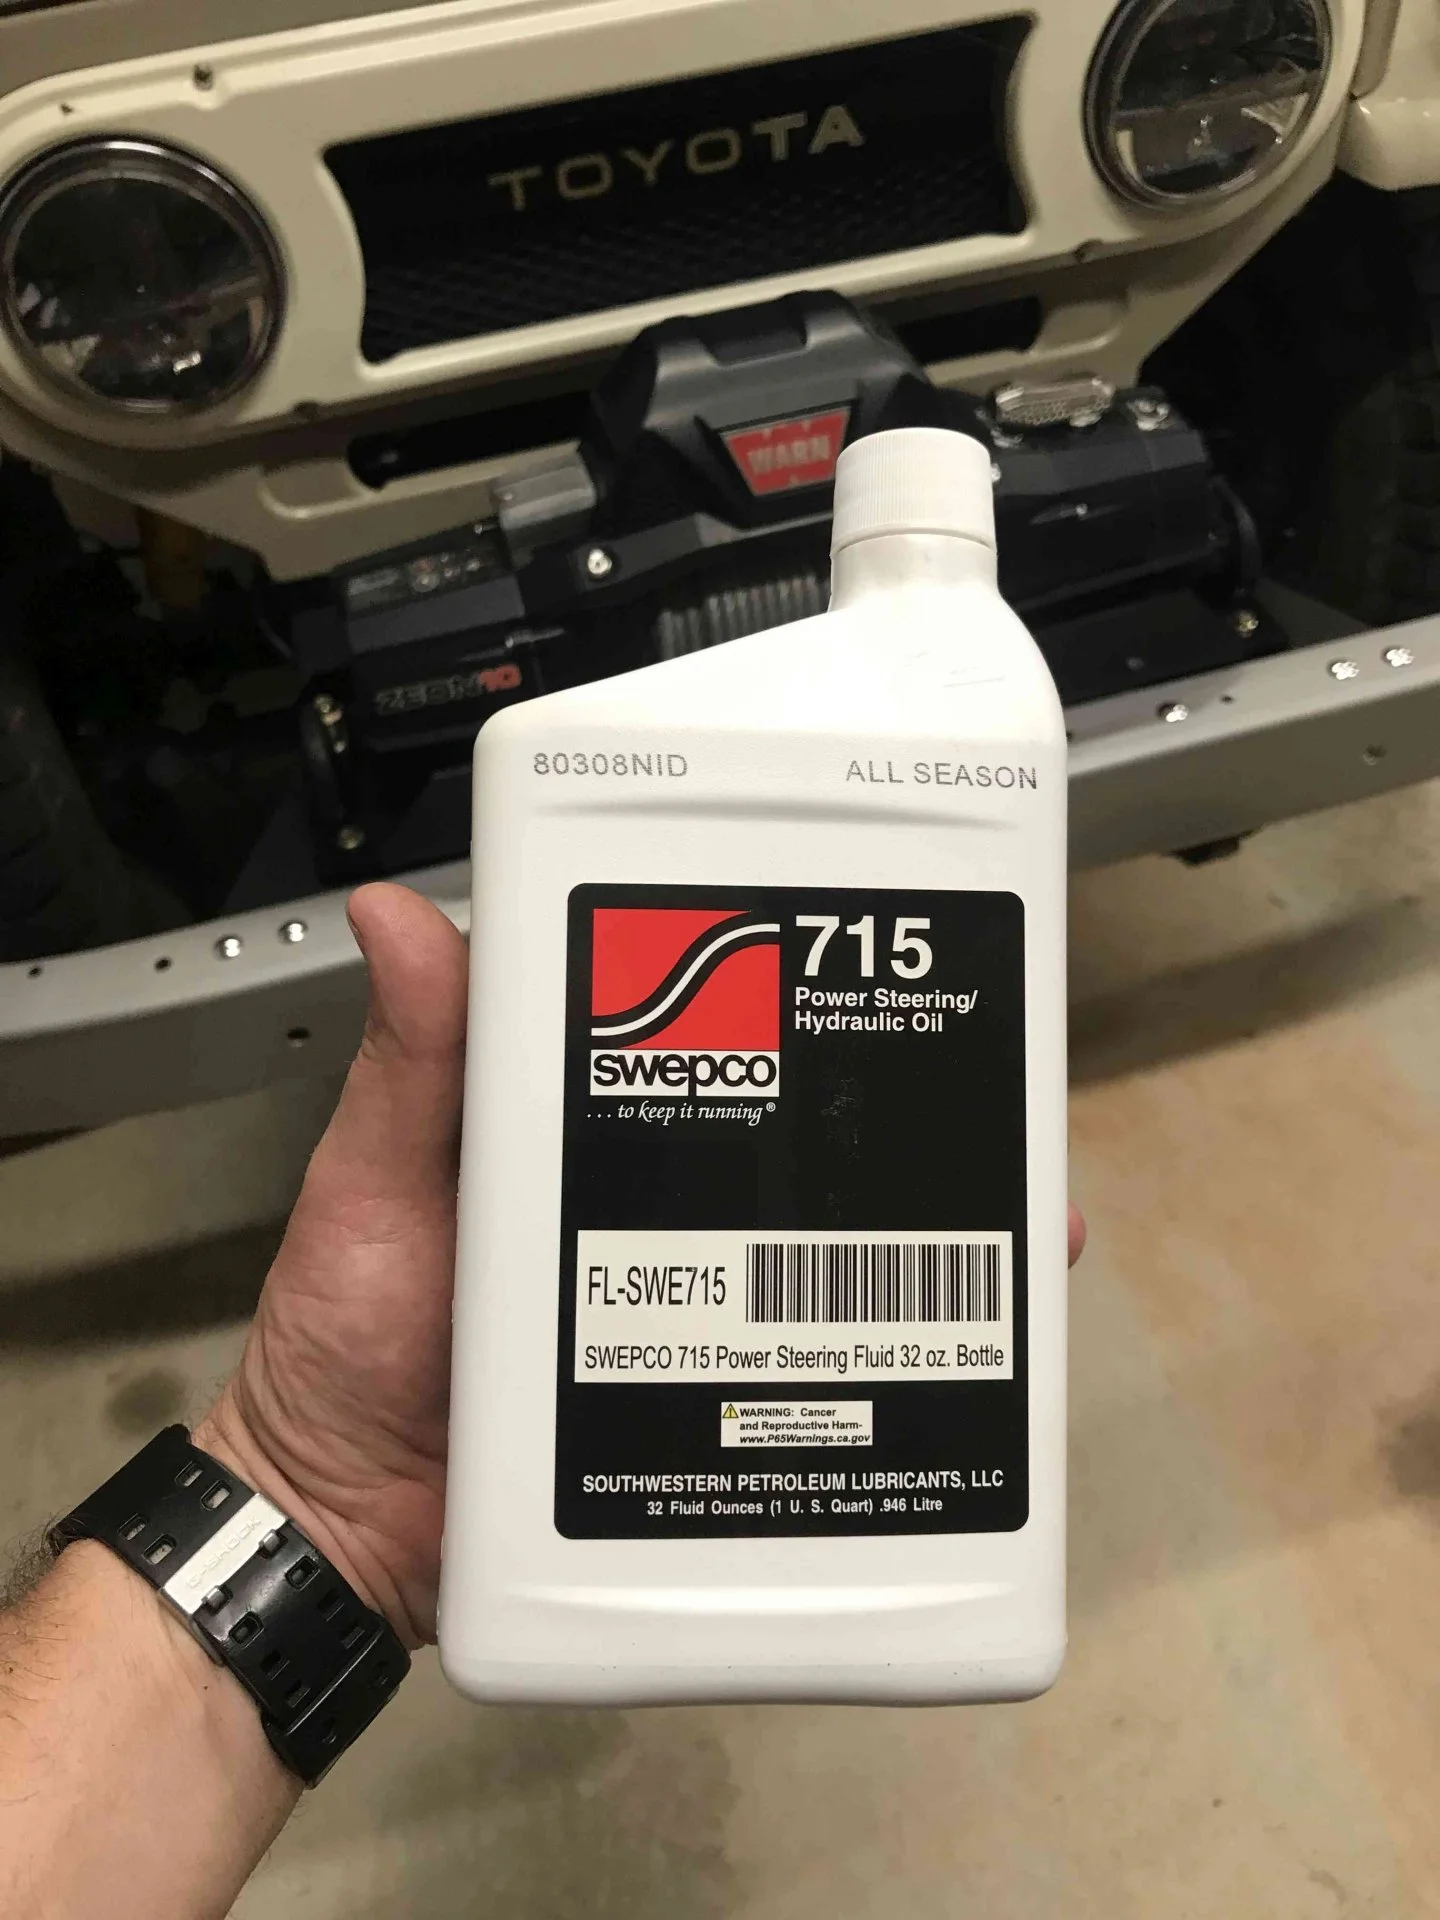 TOYOTA
WARN
ZEON10
80308NID
ALL SEASON
715
Power Steering/
Hydraulic Oil
swepco
. . . to keep it running®
FL-SWE715
SWEPCO 715 Power Steering Fluid 32 oz. Bottle
WARNING: Cancer
and Reproductive Harm-
www.P65Warnings.ca.gov
SOUTHWESTERN PETROLEUM LUBRICANTS, LLC
32 Fluid Ounces (1 U. S. Quart) .946 Litre
G-SHOCK